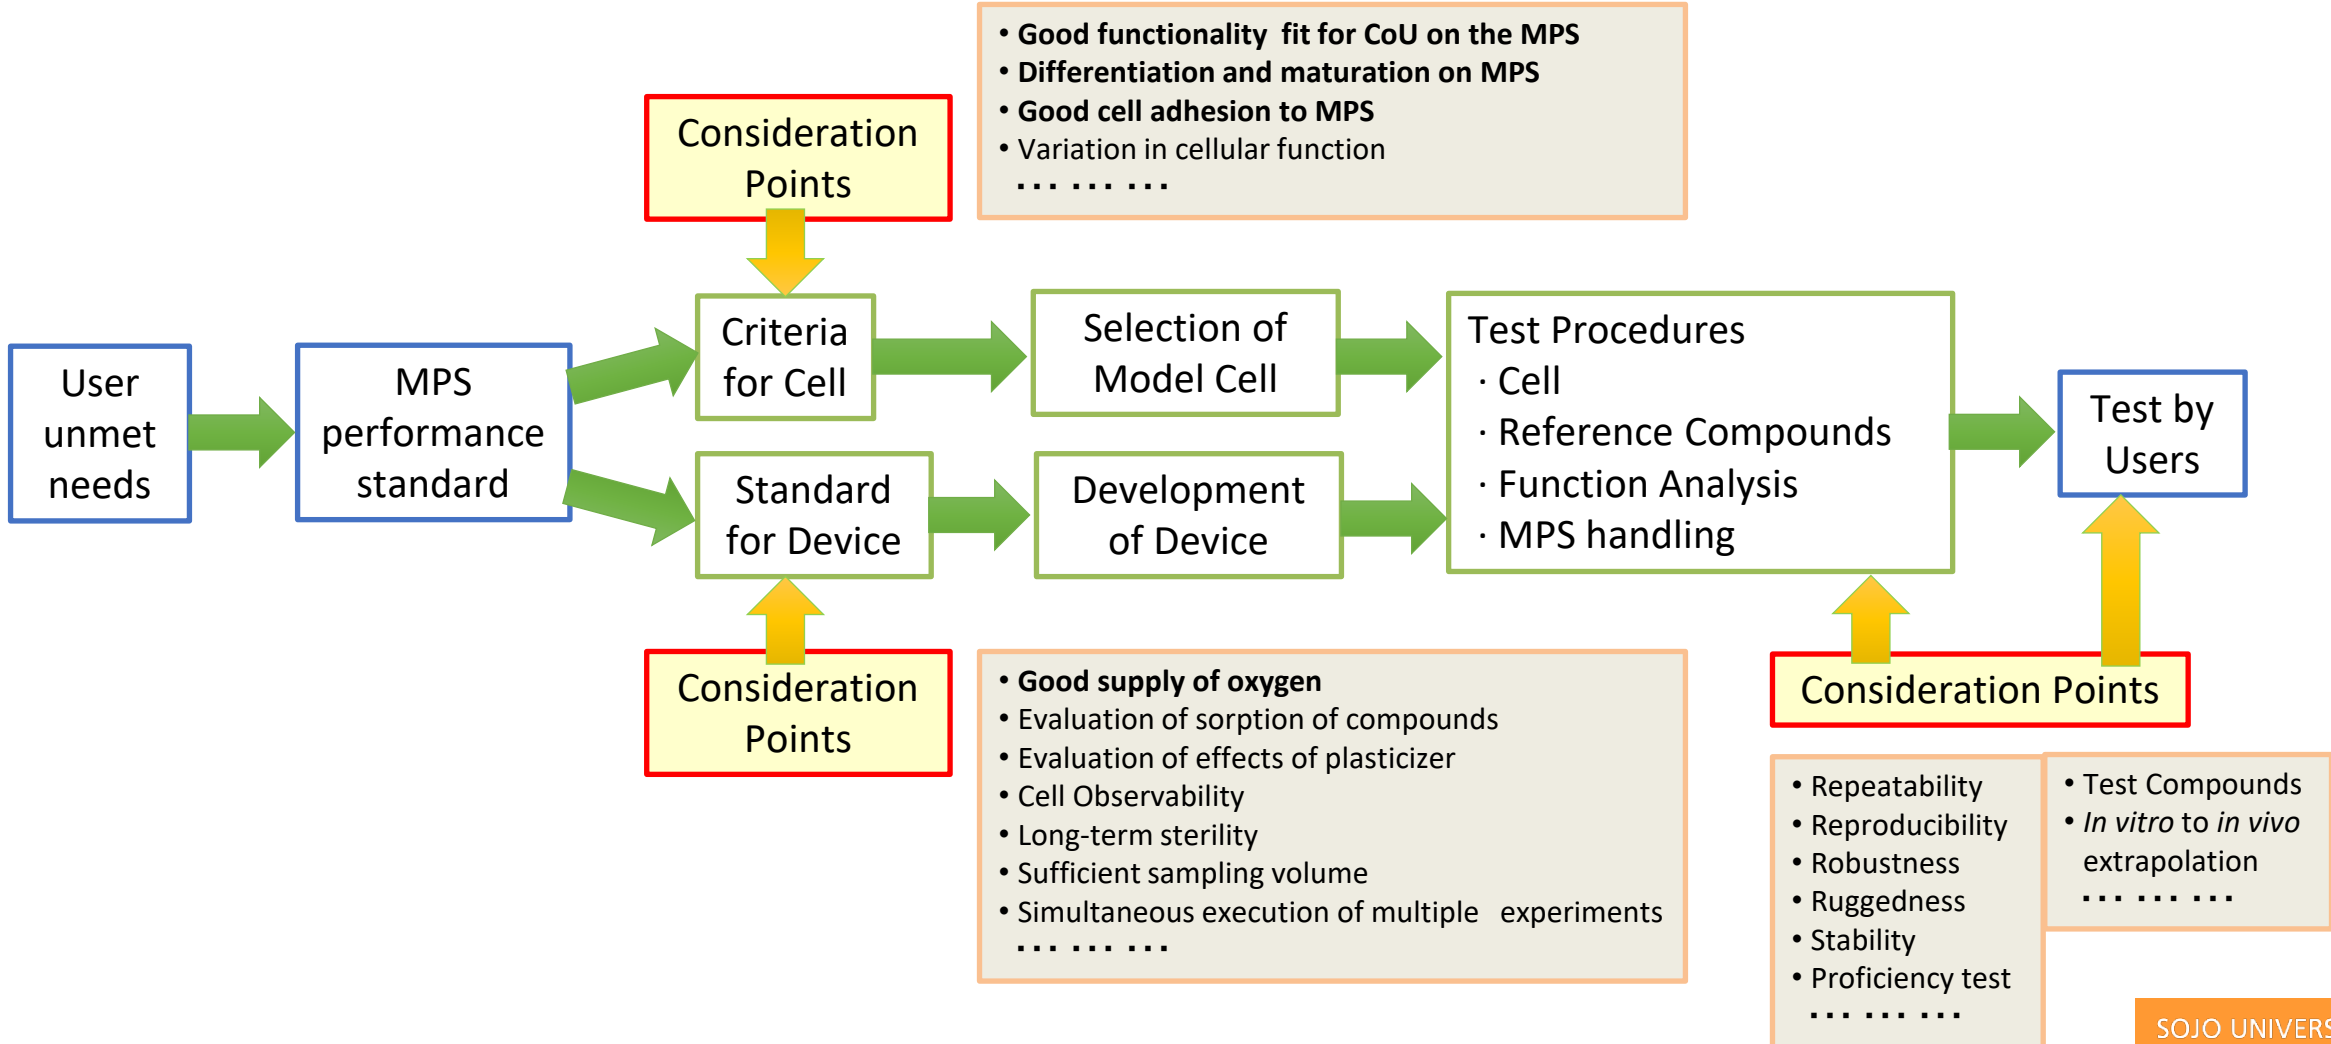 • Good functionality  fit for CoU on the MPS
• Differentiation and maturation on MPS
• Good cell adhesion to MPS
• Variation in cellular function
… … …
Consideration
Points
User
unmet
needs
MPS
performance
standard
Criteria
for Cell
Selection of
Model Cell
Standard
for Device
Development
of Device
Test Procedures
· Cell
· Reference Compounds
· Function Analysis
· MPS handling
Test by
Users
Consideration
Points
• Good supply of oxygen
• Evaluation of sorption of compounds
• Evaluation of effects of plasticizer
• Cell Observability
• Long-term sterility
• Sufficient sampling volume
• Simultaneous execution of multiple   experiments
… … …
Consideration Points
• Repeatability
• Reproducibility
• Robustness
• Ruggedness
• Stability
• Proficiency test
… … …
• Test Compounds
• In vitro to in vivo
extrapolation
… … …
SOJO UNIVERS